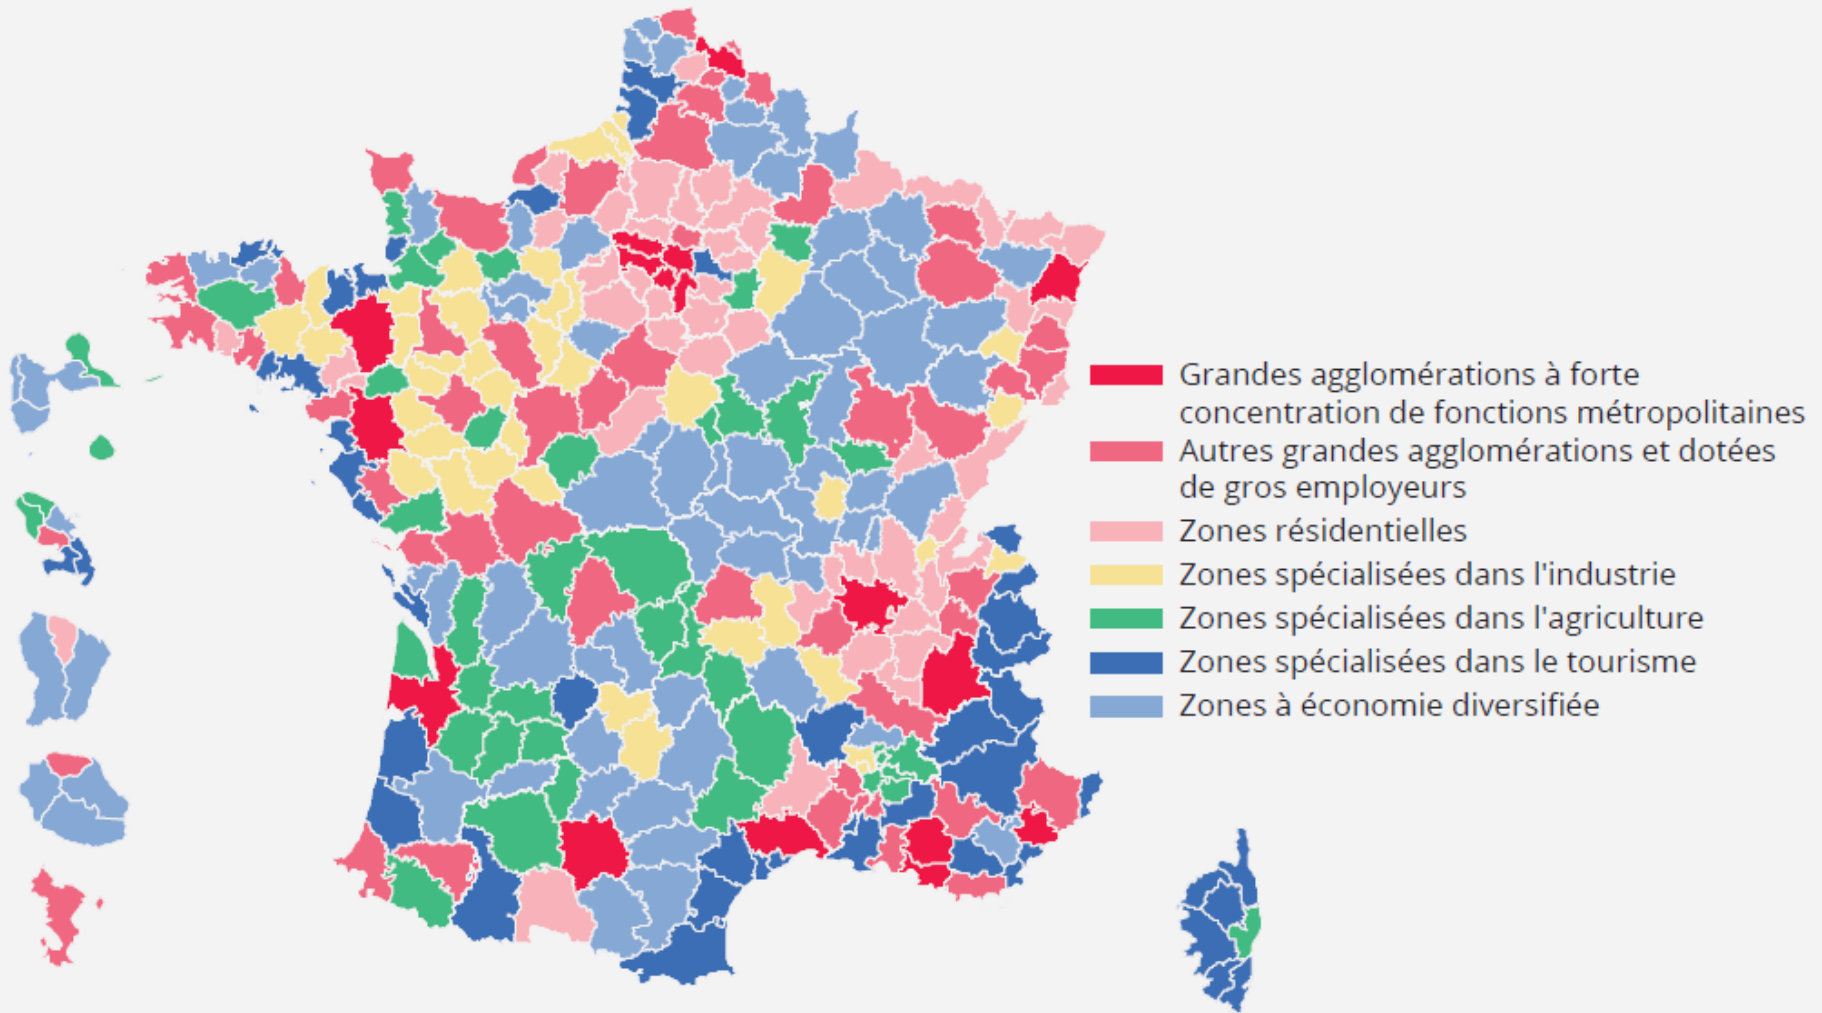 Grandes agglomérations à forte
concentration de fonctions métropolitaines
Autres grandes agglomérations et dotées
de gros employeurs
Zones résidentielles
Zones spécialisées dans l'industrie
Zones spécialisées dans l'agriculture
Zones spécialisées dans le tourisme
Zones à économie diversifiée